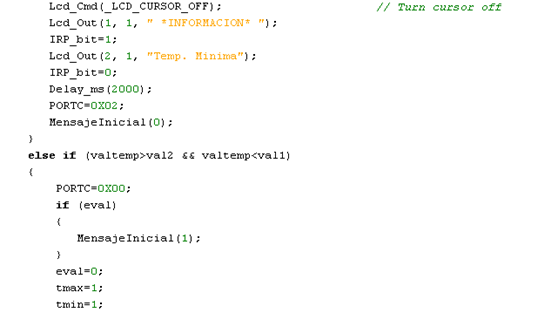 Lcd_Cmd(_LCD_CURSOR_OFF); // Turn cursor off
Lcd_Out(1, 1, " *INFORMACION* ");
IRP_bit=1;
Lcd_Out(2, 1, "Temp. Minima");
IRP_bit=0;
Delay_ms(2000);
PORTC=0X02;
MensajeInicial(0);
}
else if (valtemp>val2 && valtemp<val1)
{
PORTC=0X00;
if (eval)
{
MensajeInicial(1);
}
eval=0;
tmax=1;
tmin=1;